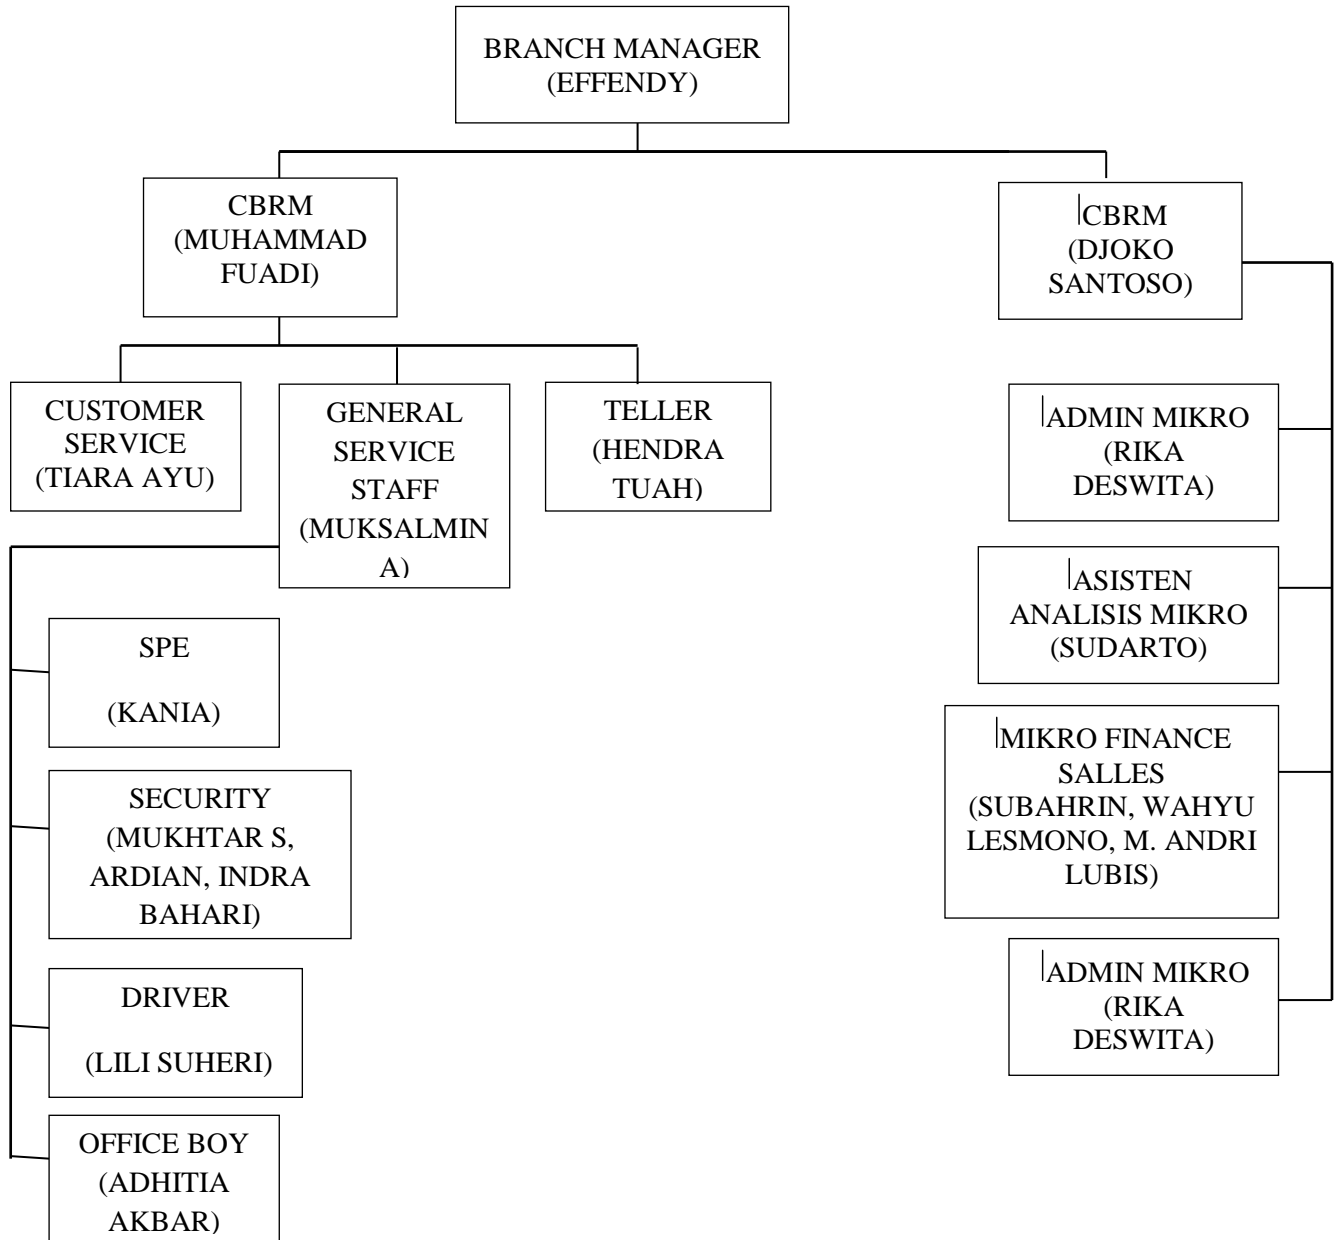 BRANCH MANAGER
(EFFENDY)
CBRM
(MUHAMMAD
FUADI)
CBRM
(DJOKO
SANTOSO)
CUSTOMER
SERVICE
(TIARA AYU)
GENERAL
SERVICE
STAFF
(MUKSALMIN
A)
TELLER
(HENDRA
TUAH)
SPE
(KANIA)
SECURITY
(MUKHTAR S,
ARDIAN, INDRA
BAHARI)
DRIVER
(LILI SUHERI)
OFFICE BOY
(ADHITIA
AKBAR)
ADMIN MIKRO
(RIKA
DESWITA)
ASISTEN
ANALISIS MIKRO
(SUDARTO)
MIKRO FINANCE
SALLES
(SUBAHRIN, WAHYU
LESMONO, M. ANDRI
LUBIS)
ADMIN MIKRO
(RIKA
DESWITA)